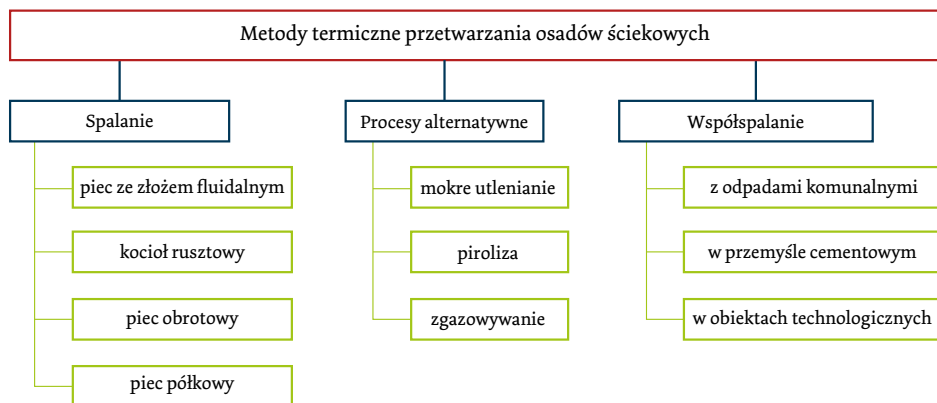 Metody termiczne przetwarzania osadów ściekowych
Spalanie
piec ze złożem fluidalnym
kocioł rusztowy
piec obrotowy
piec półkowy
Procesy alternatywne
mokre utlenianie
piroliza
zgazowywanie
Współspalanie
z odpadami komunalnymi
w przemyśle cementowym
w obiektach technologicznych